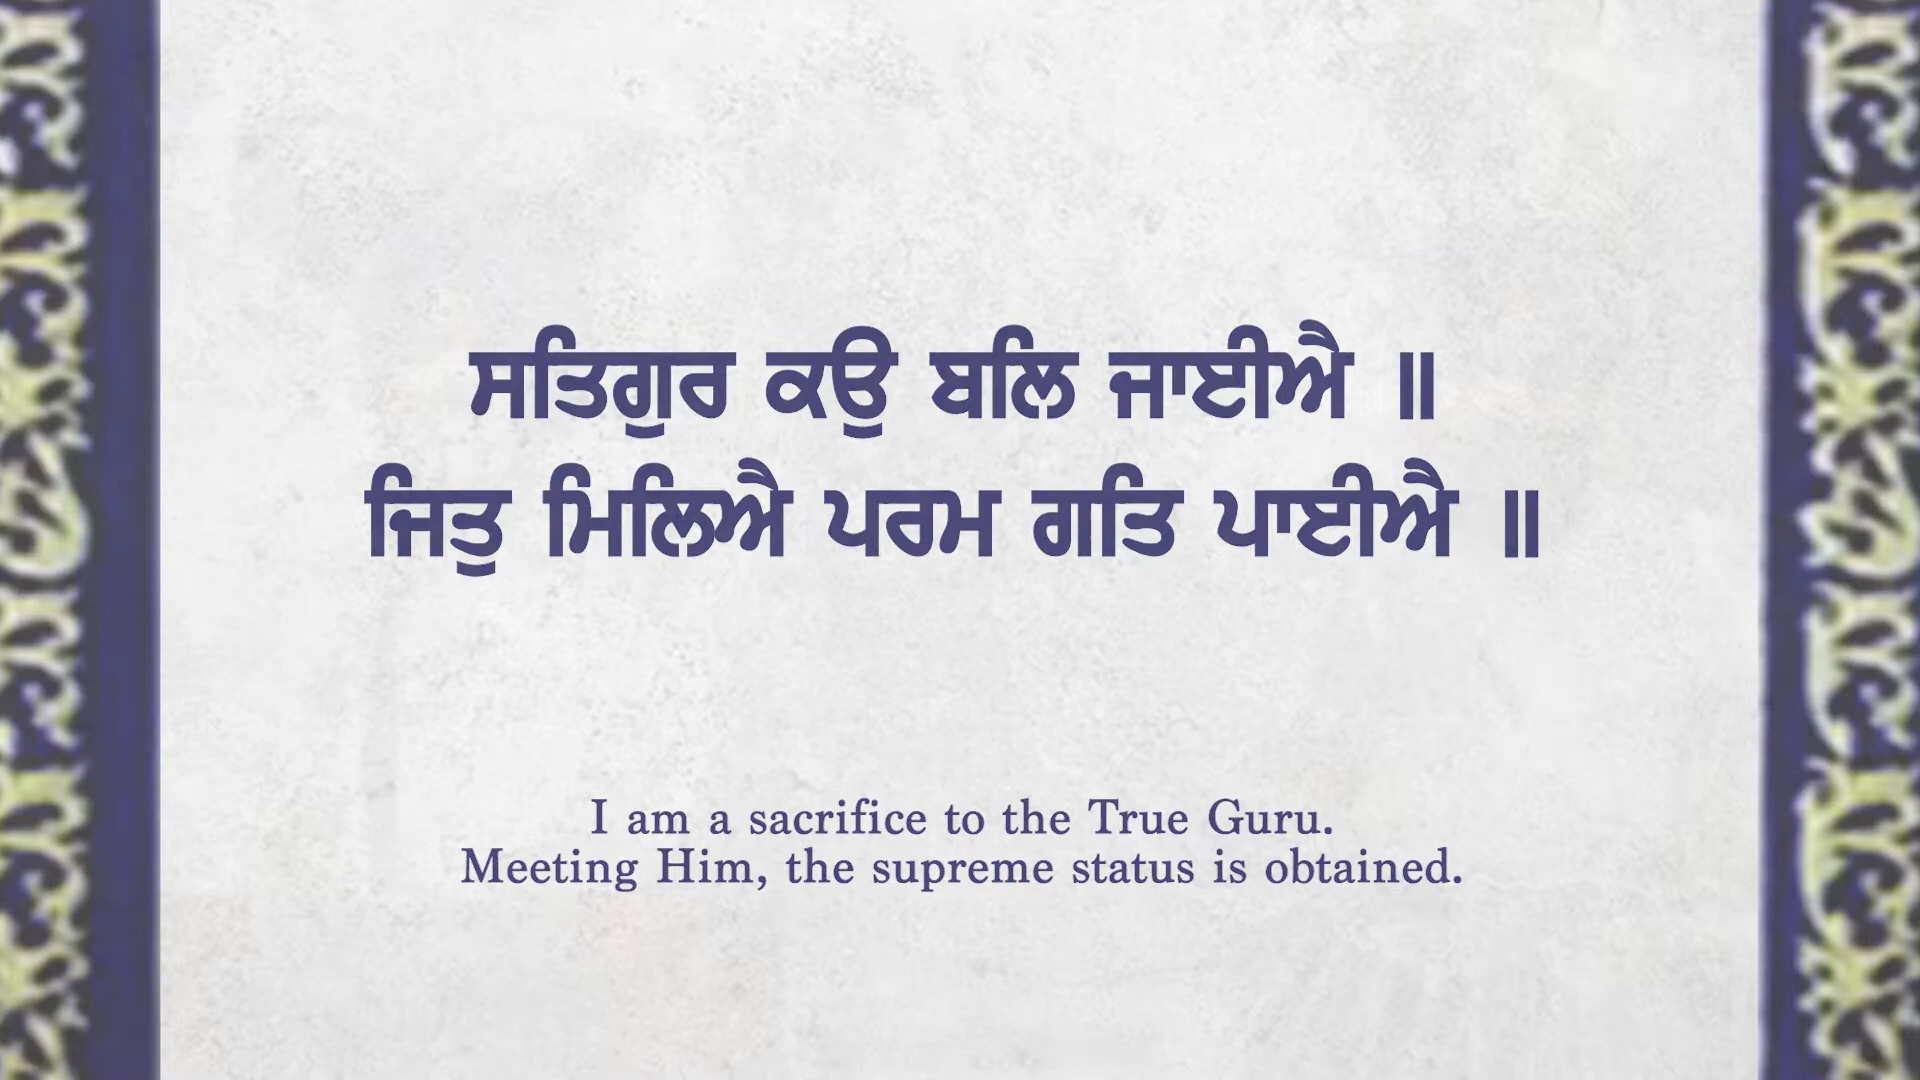 ਸਤਿਗੁਰ ਕਉ ਬਲਿ ਜਾਈਐ ॥
ਜਿਤੁ ਮਿਲਿਐ ਪਰਮ ਗਤਿ ਪਾਈਐ ॥
I am a sacrifice to the True Guru.
Meeting Him, the supreme status is obtained.